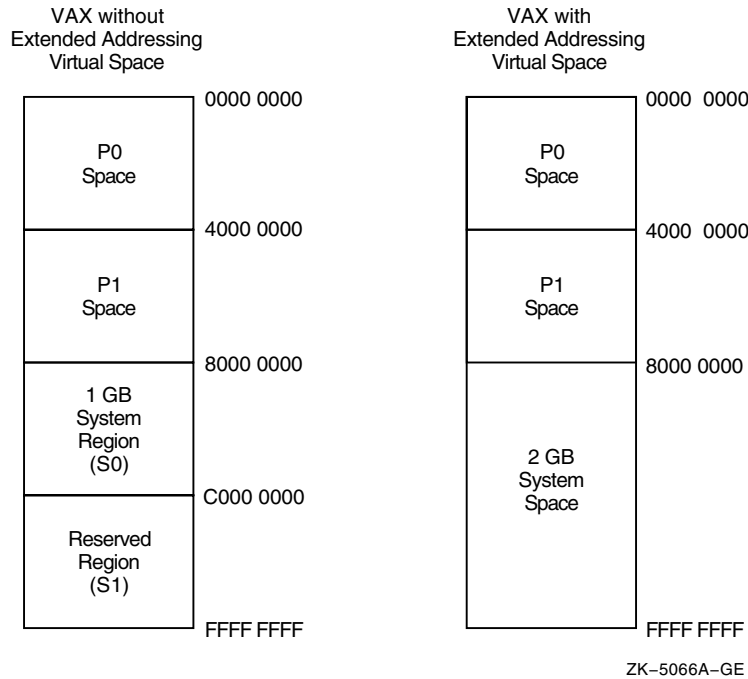 VAX without
Extended Addressing
Virtual Space
0000 0000
P0
Space
4000 0000
P1
Space
8000 0000
1 GB
System
Region
(S0)
C000 0000
Reserved
Region
(S1)
FFFF FFFF
VAX with
Extended Addressing
Virtual Space
0000 0000
P0
Space
4000 0000
P1
Space
8000 0000
2 GB
System
Space
FFFF FFFF
ZK–5066A–GE